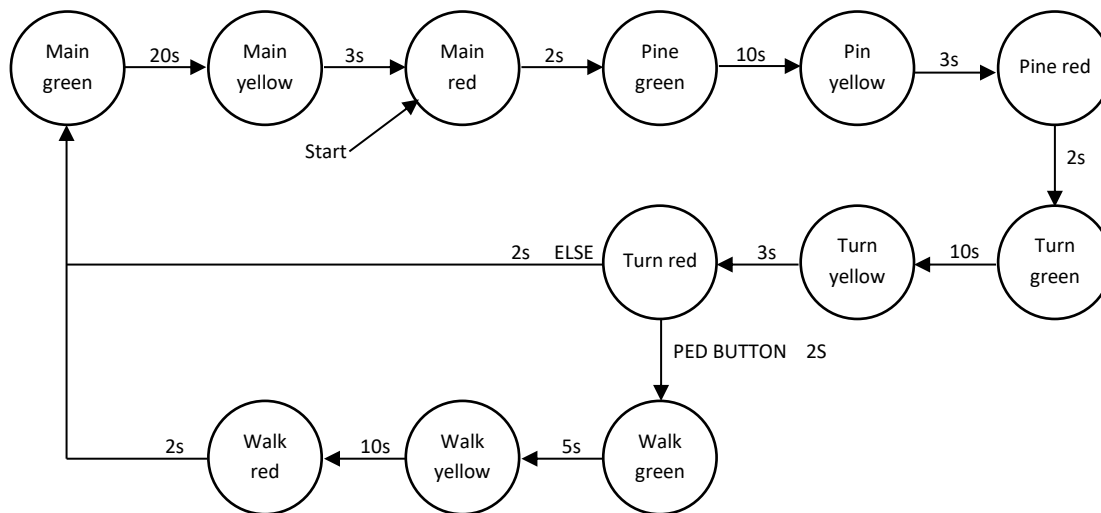 Main
green
20s
Main
yellow
3s
Main
red
2s
Pine
green
10s
Pin
yellow
3s
Pine red
Start
2s
2s ELSE
Turn red
3s
Turn
yellow
10s
Turn
green
PED BUTTON 2S
2s
Walk
red
10s
Walk
yellow
5s
Walk
green